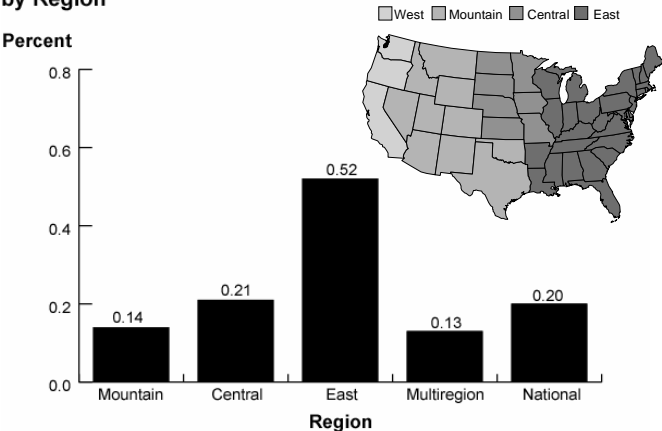 by Region
West Mountain Central East
Percent
0.8
0.6
0.52
0.4
0.21
0.2
0.20
0.14
0.13
0.0
Mountain Central East Multiregion National
Region